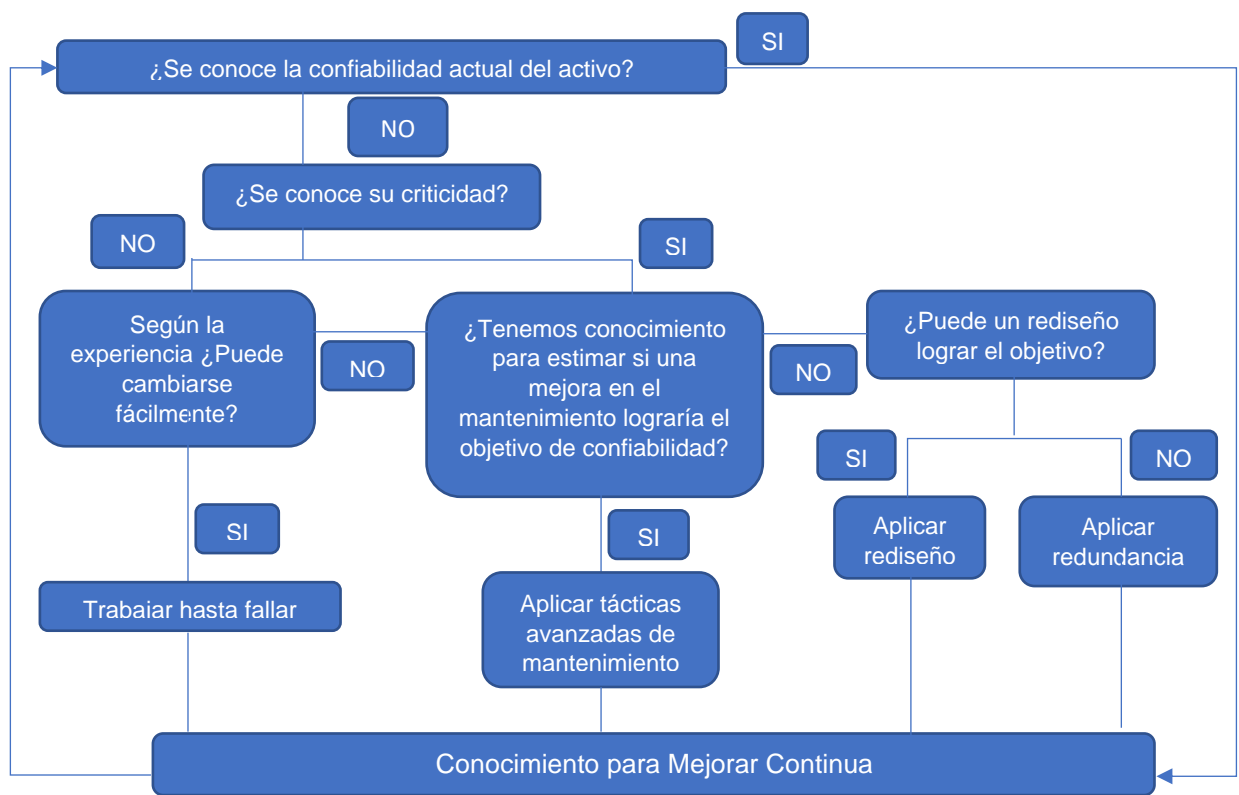 SI
¿Se conoce la confiabilidad actual del activo?
NO
¿Se conoce su criticidad?
NO
SI
Según la
experiencia ¿Puede
cambiarse
fácilmente?
NO
¿Tenemos conocimiento
para estimar si una
mejora en el
mantenimiento lograría el
objetivo de confiabilidad?
NO
¿Puede un rediseño
lograr el objetivo?
SI
NO
SI
SI
Aplicar
rediseño
Aplicar
redundancia
Trabajar hasta fallar
Aplicar tácticas
avanzadas de
mantenimiento
Conocimiento para Mejorar Continua